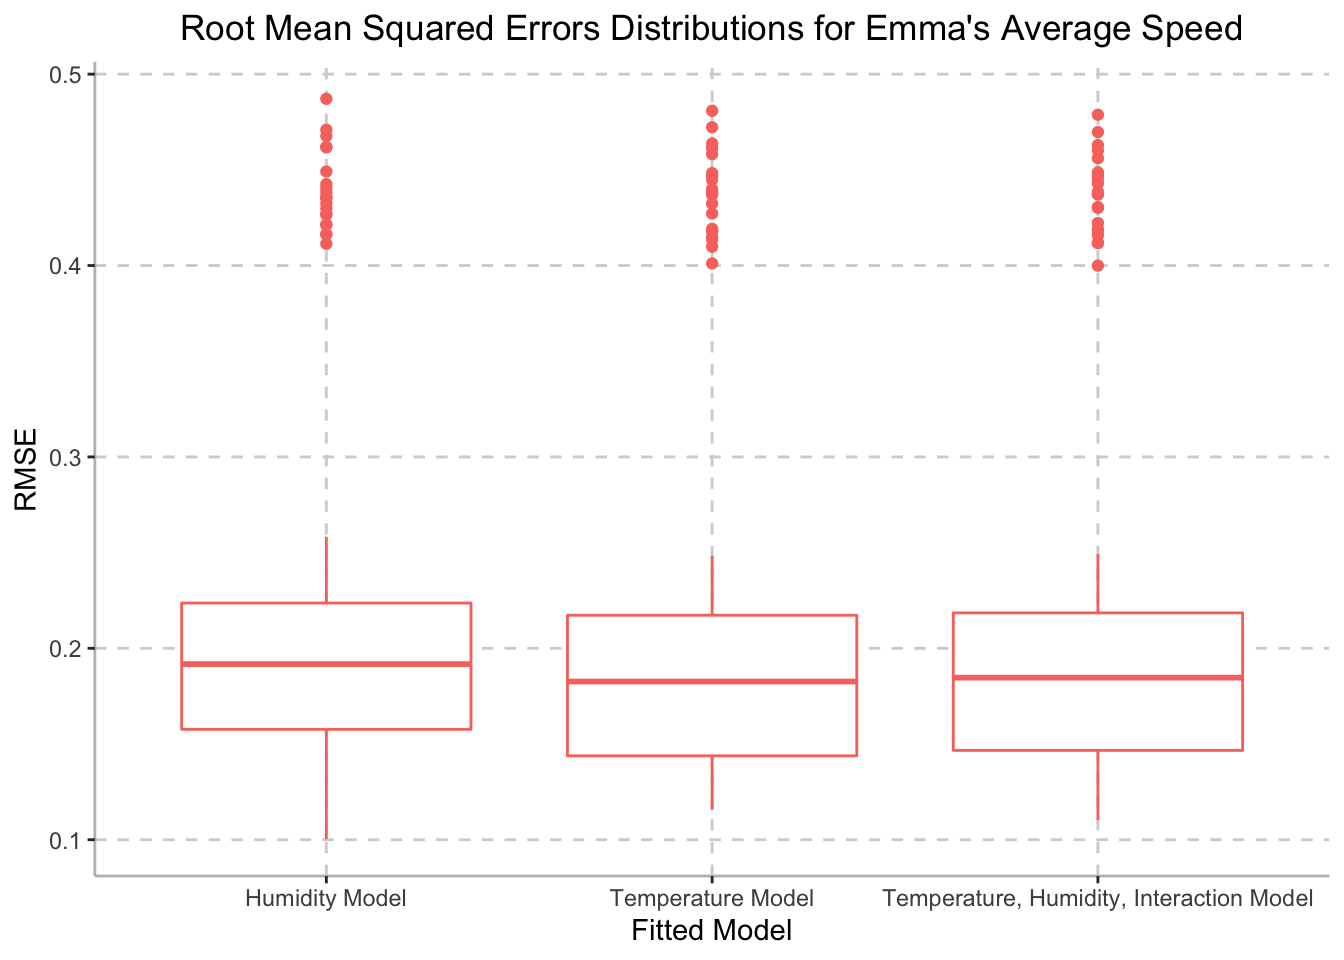 Root Mean Squared Errors Distributions for Emma's Average Speed
0.5
0.4
0.3
0.2
0.1
RMSE
Humidity Model
Temperature Model
Temperature, Humidity, Interaction Model
Fitted Model